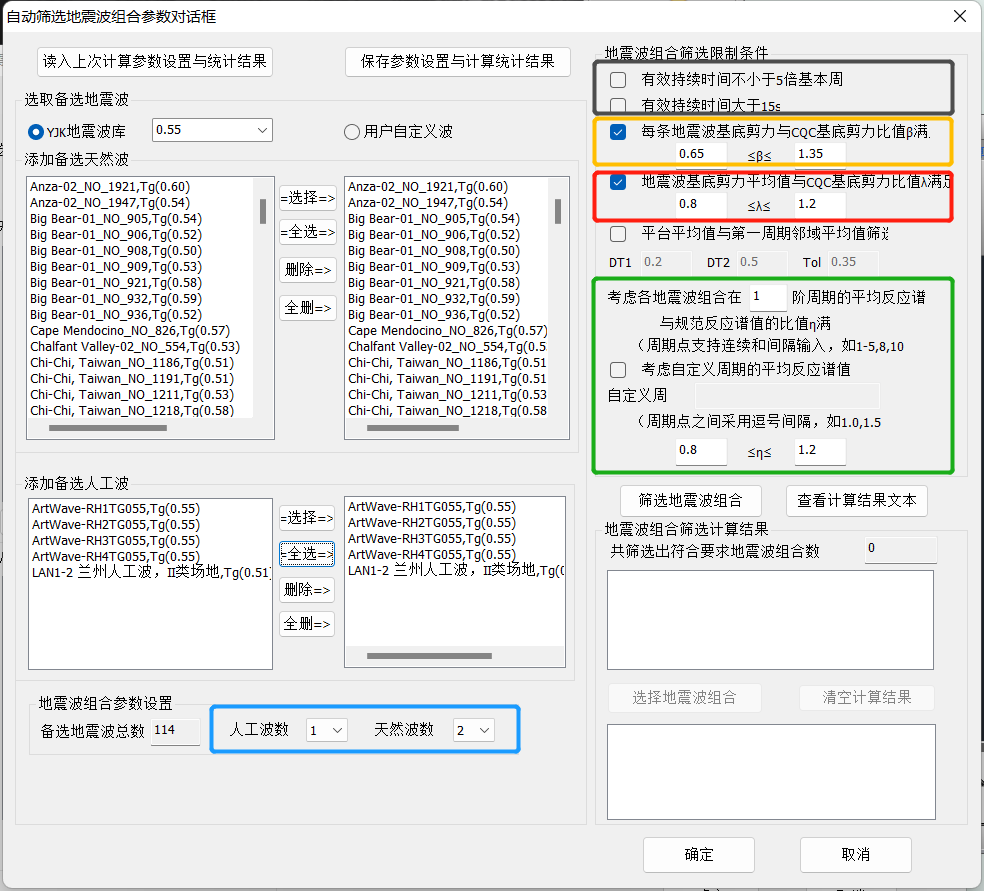 自动筛选地震波组合参数对话框
读入上次计算参数设置与统计结果
保存参数设置与计算统计结果
选取备选地震波
YJK地震波库
0.55
用户自定义波
添加备选天然波
Anza-02_NO_1921,Tg(0.60)
Anza-02_NO_1947,Tg(0.54)
Big Bear-01_NO_905,Tg(0.54)
Big Bear-01_NO_906,Tg(0.52)
Big Bear-01_NO_908,Tg(0.50)
Big Bear-01_NO_909,Tg(0.53)
Big Bear-01_NO_921,Tg(0.58)
Big Bear-01_NO_932,Tg(0.59)
Big Bear-01_NO_936,Tg(0.52)
Cape Mendocino_NO_826,Tg(0.57)
Chalfant Valley-02_NO_554,Tg(0.53)
Chi-Chi, Taiwan_NO_1186,Tg(0.51)
Chi-Chi, Taiwan_NO_1191,Tg(0.51)
Chi-Chi, Taiwan_NO_1211,Tg(0.53)
Chi-Chi, Taiwan_NO_1218,Tg(0.58)
=选择=>
=全选=>
删除=>
全删=>
Anza-02_NO_1921,Tg(0.60)
Anza-02_NO_1947,Tg(0.54)
Big Bear-01_NO_905,Tg(0.54)
Big Bear-01_NO_906,Tg(0.52)
Big Bear-01_NO_908,Tg(0.50)
Big Bear-01_NO_909,Tg(0.53)
Big Bear-01_NO_921,Tg(0.58)
Big Bear-01_NO_932,Tg(0.59)
Big Bear-01_NO_936,Tg(0.52)
Cape Mendocino_NO_826,Tg(0.57)
Chalfant Valley-02_NO_554,Tg(0.5
Chi-Chi, Taiwan_NO_1186,Tg(0.51
Chi-Chi, Taiwan_NO_1191,Tg(0.51
Chi-Chi, Taiwan_NO_1211,Tg(0.53
Chi-Chi, Taiwan_NO_1218,Tg(0.58
添加备选人工波
ArtWave-RH1TG055,Tg(0.55)
ArtWave-RH2TG055,Tg(0.55)
ArtWave-RH3TG055,Tg(0.55)
ArtWave-RH4TG055,Tg(0.55)
LAN1-2 兰州人工波，II类场地,Tg(0.51)
=选择=>
=全选=>
删除=>
全删=>
ArtWave-RH1TG055,Tg(0.55)
ArtWave-RH2TG055,Tg(0.55)
ArtWave-RH3TG055,Tg(0.55)
ArtWave-RH4TG055,Tg(0.55)
LAN1-2 兰州人工波，II类场地,Tg(0
地震波组合参数设置
备选地震波总数 114
人工波数 1 天然波数 2
地震波组合筛选限制条件
有效持续时间不小于5倍基本周
有效持续时间大于15s
每条地震波基底剪力与CQC基底剪力比值β满
0.65 ≤β≤ 1.35
地震波基底剪力平均值与CQC基底剪力比值λ满足
0.8 ≤λ≤ 1.2
平台平均值与第一周期邻域平均值筛选
DT1 0.2 DT2 0.5 Tol 0.35
考虑各地震波组合在 1 阶周期的平均反应谱
与规范反应谱值的比值η满
（周期点支持连续和间隔输入，如1-5,8,10
考虑自定义周期的平均反应谱值
自定义周
（周期点之间采用逗号间隔，如1.0,1.5
0.8 ≤η≤ 1.2
筛选地震波组合
查看计算结果文本
地震波组合筛选计算结果
共筛选出符合要求地震波组合数 0
选择地震波组合
清空计算结果
确定
取消